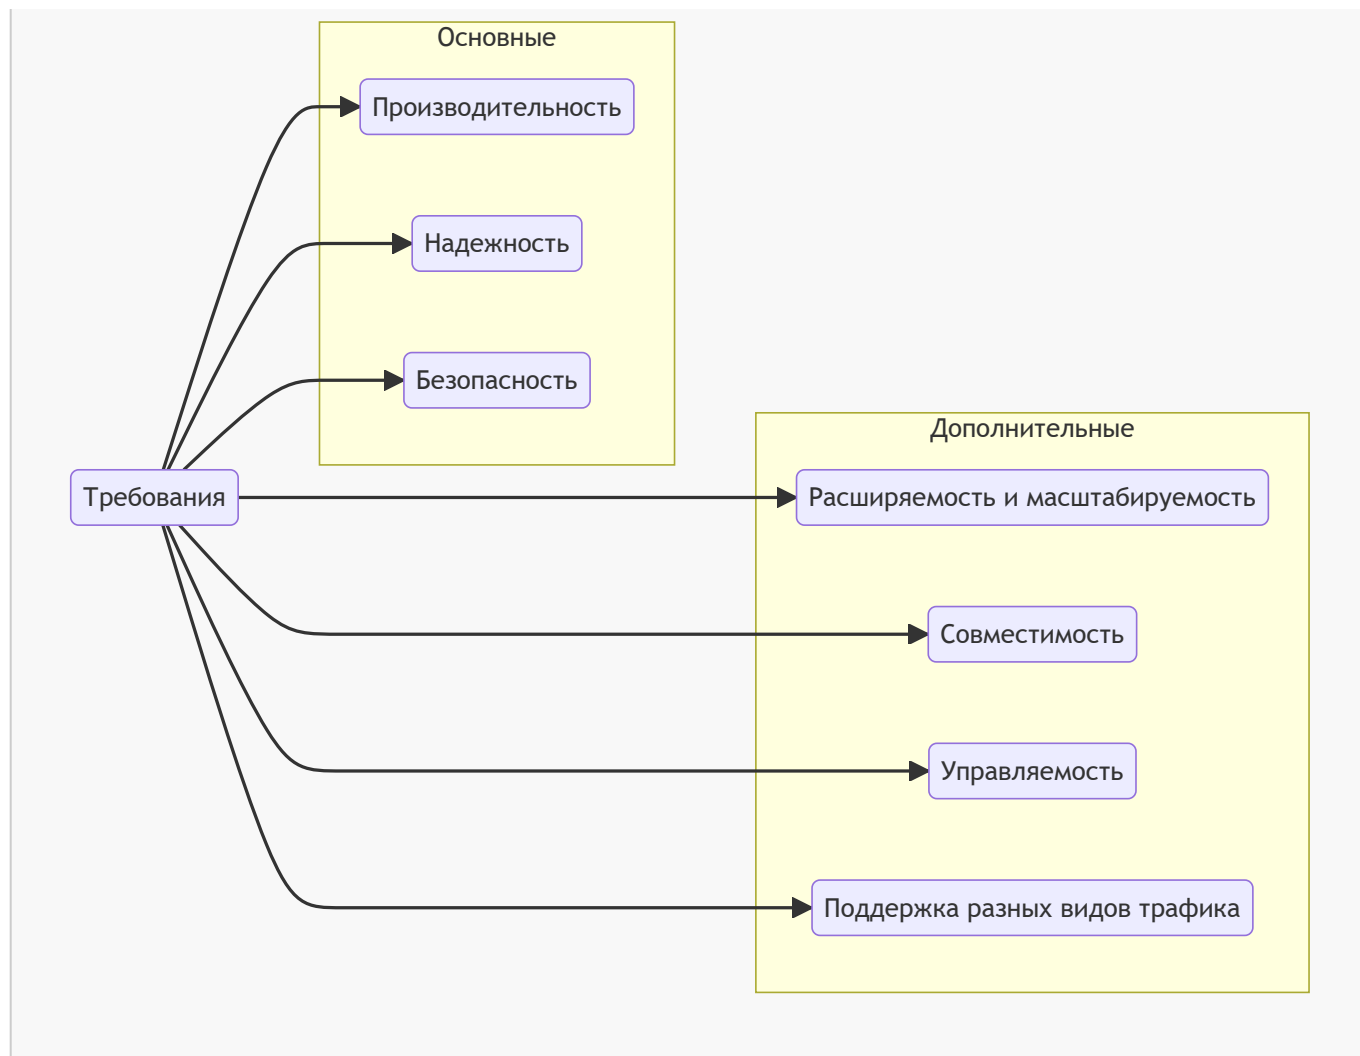 Основные
Производительность
Надежность
Безопасность
Требования
Дополнительные
Расширяемость и масштабируемость
Совместимость
Управляемость
Поддержка разных видов трафика